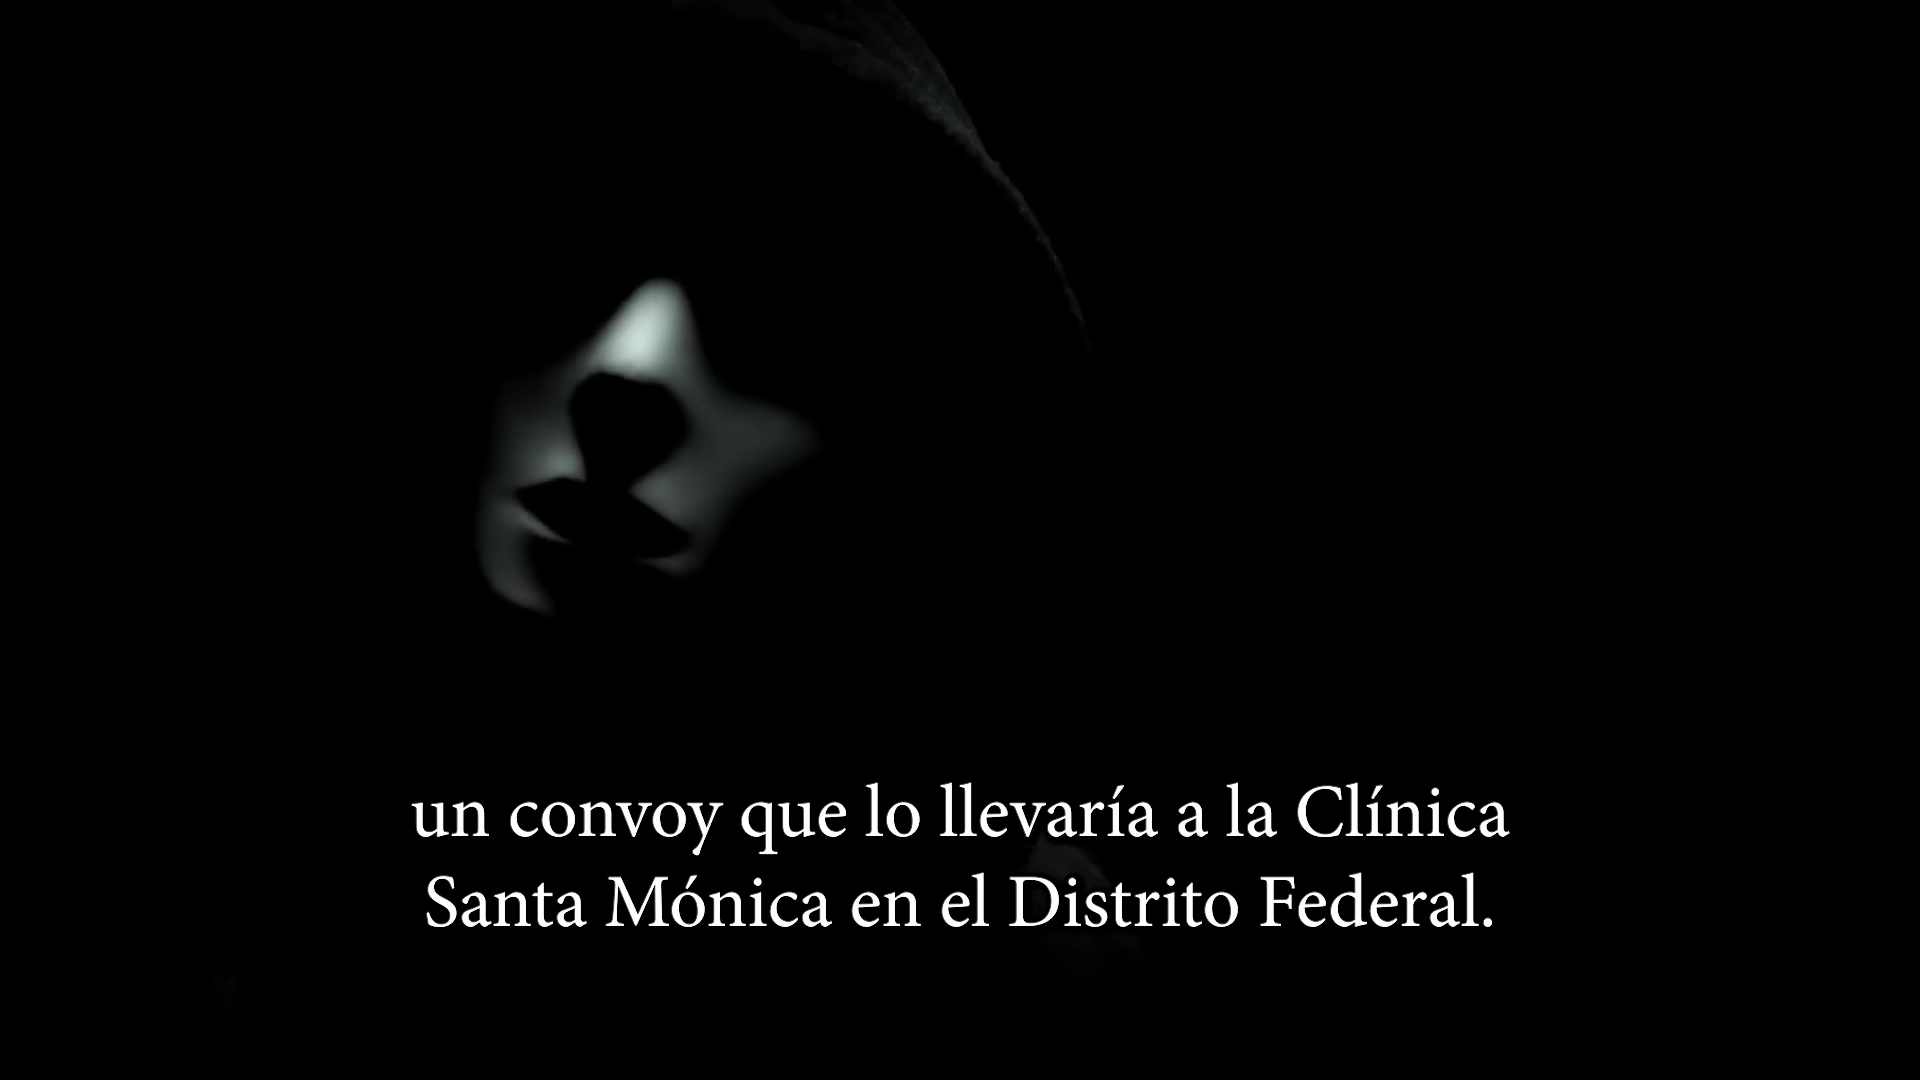 un convoy que lo llevaría a la Clínica
Santa Mónica en el Distrito Federal.